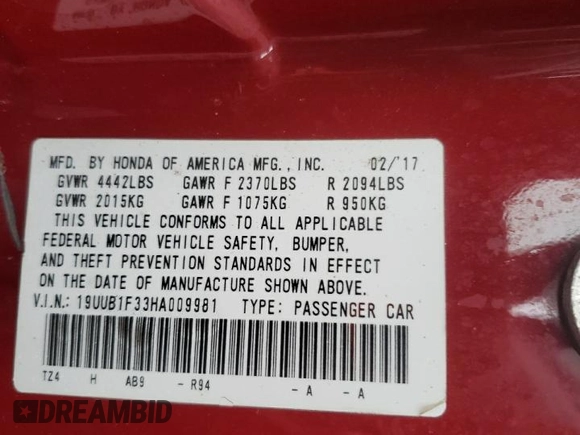 MFD. BY HONDA OF AMERICA MFG., INC. 02/'17
GVWR 4442LBS GAWR F 2370LBS R 2094LBS
GVWR 2015KG GAWR F 1075KG R 950KG
THIS VEHICLE CONFORMS TO ALL APPLICABLE
FEDERAL MOTOR VEHICLE SAFETY, BUMPER,
AND THEFT PREVENTION STANDARDS IN EFFECT
ON THE DATE OF MANUFACTURE SHOWN ABOVE.
V.I.N.: 19UUB1F33HA009981 TYPE: PASSENGER CAR
TZ4 H AB9 - R94 - A - A
DREAMBID